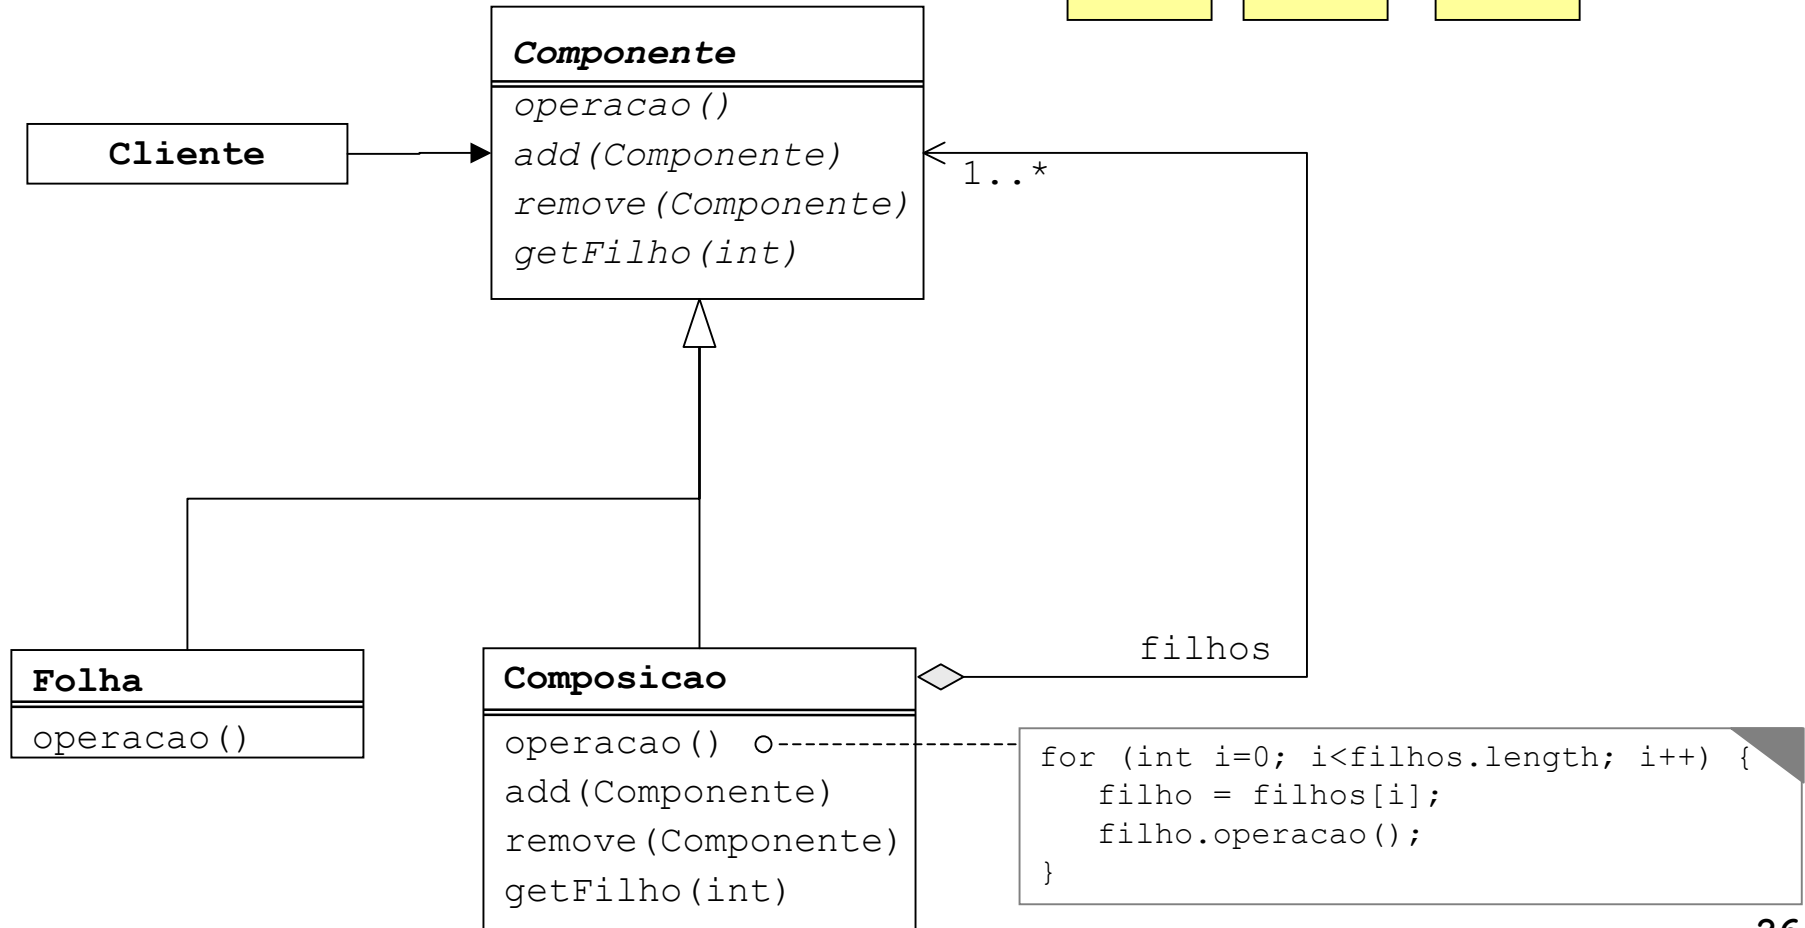 Componente
operacao()
add(Componente)
remove(Componente)
getFilho(int)
Cliente
1..*
filhos
Folha
operacao()
Composicao
operacao()
add(Componente)
remove(Componente)
getFilho(int)
for (int i=0; i<filhos.length; i++) {
filho = filhos[i];
filho.operacao();
}